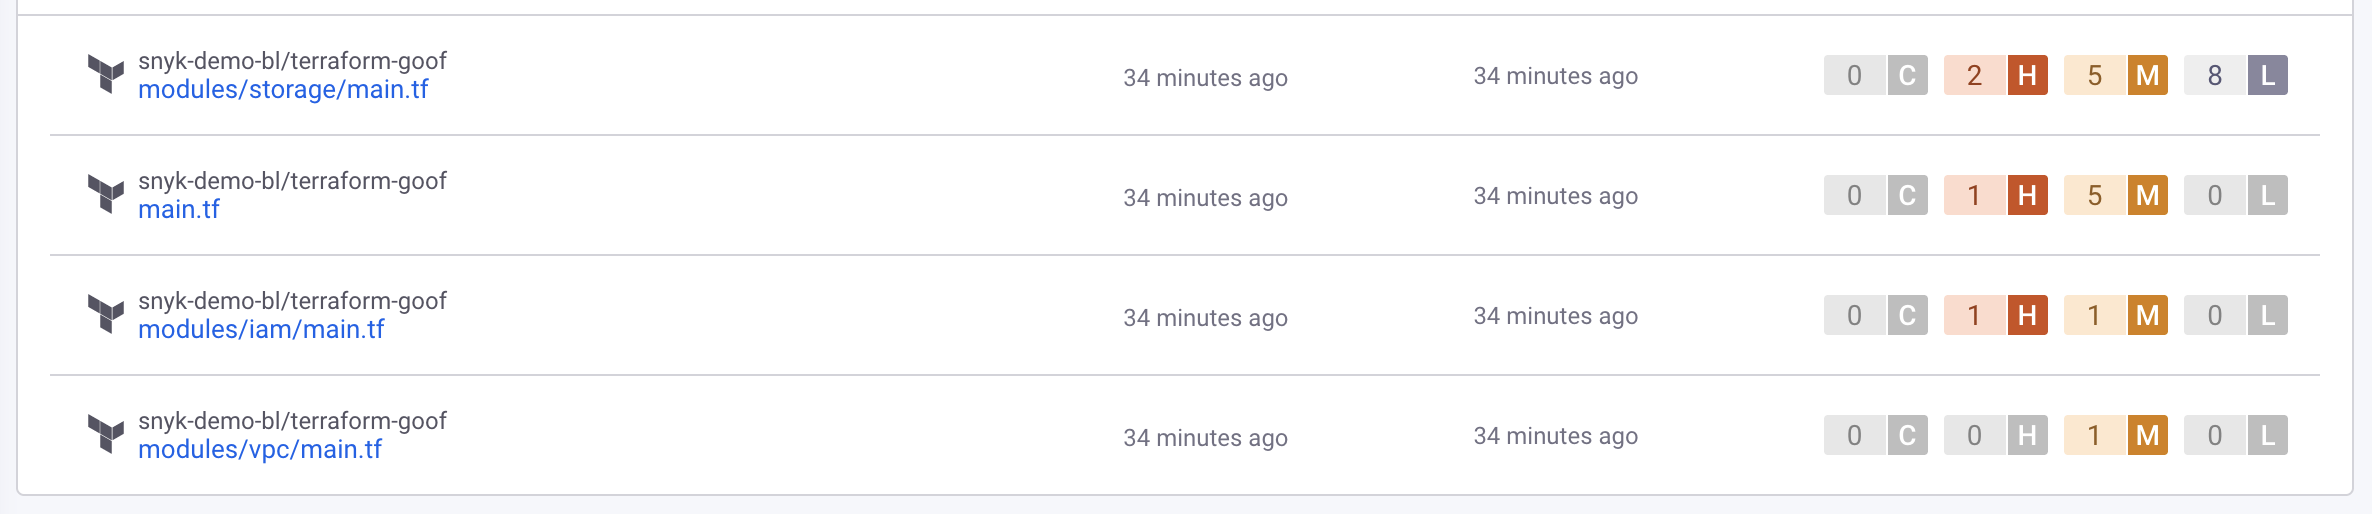 snyk-demo-bl/terraform-goof
modules/storage/main.tf
34 minutes ago 34 minutes ago 0 C 2 H 5 M 8 L
snyk-demo-bl/terraform-goof
main.tf
34 minutes ago 34 minutes ago 0 C 1 H 5 M 0 L
snyk-demo-bl/terraform-goof
modules/iam/main.tf
34 minutes ago 34 minutes ago 0 C 1 H 1 M 0 L
snyk-demo-bl/terraform-goof
modules/vpc/main.tf
34 minutes ago 34 minutes ago 0 C 0 H 1 M 0 L